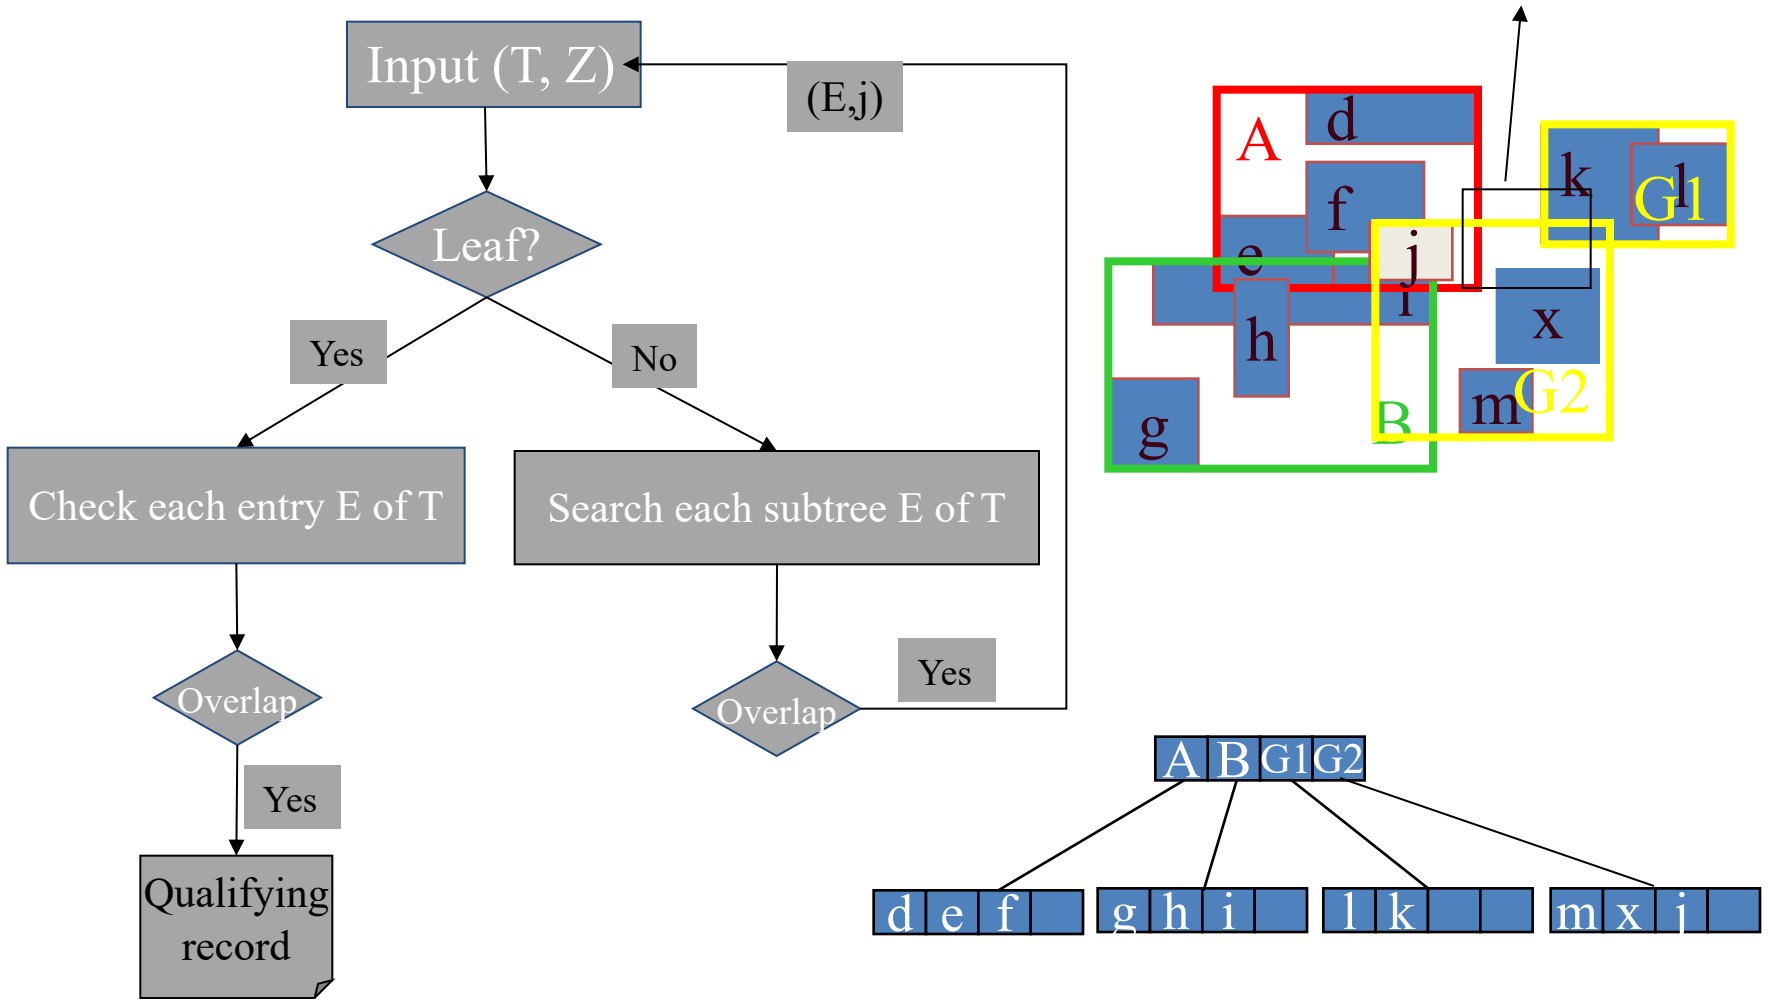 Input (T, Z)
(E,j)
Leaf?
Yes
No
Check each entry E of T
Search each subtree E of T
Overlap
Overlap
Yes
Yes
Qualifying
record
A
d
f
e
j
i
h
g
B
k
l
G1
x
m
G2
A B G1 G2
d e f
g h i
l k
m x j